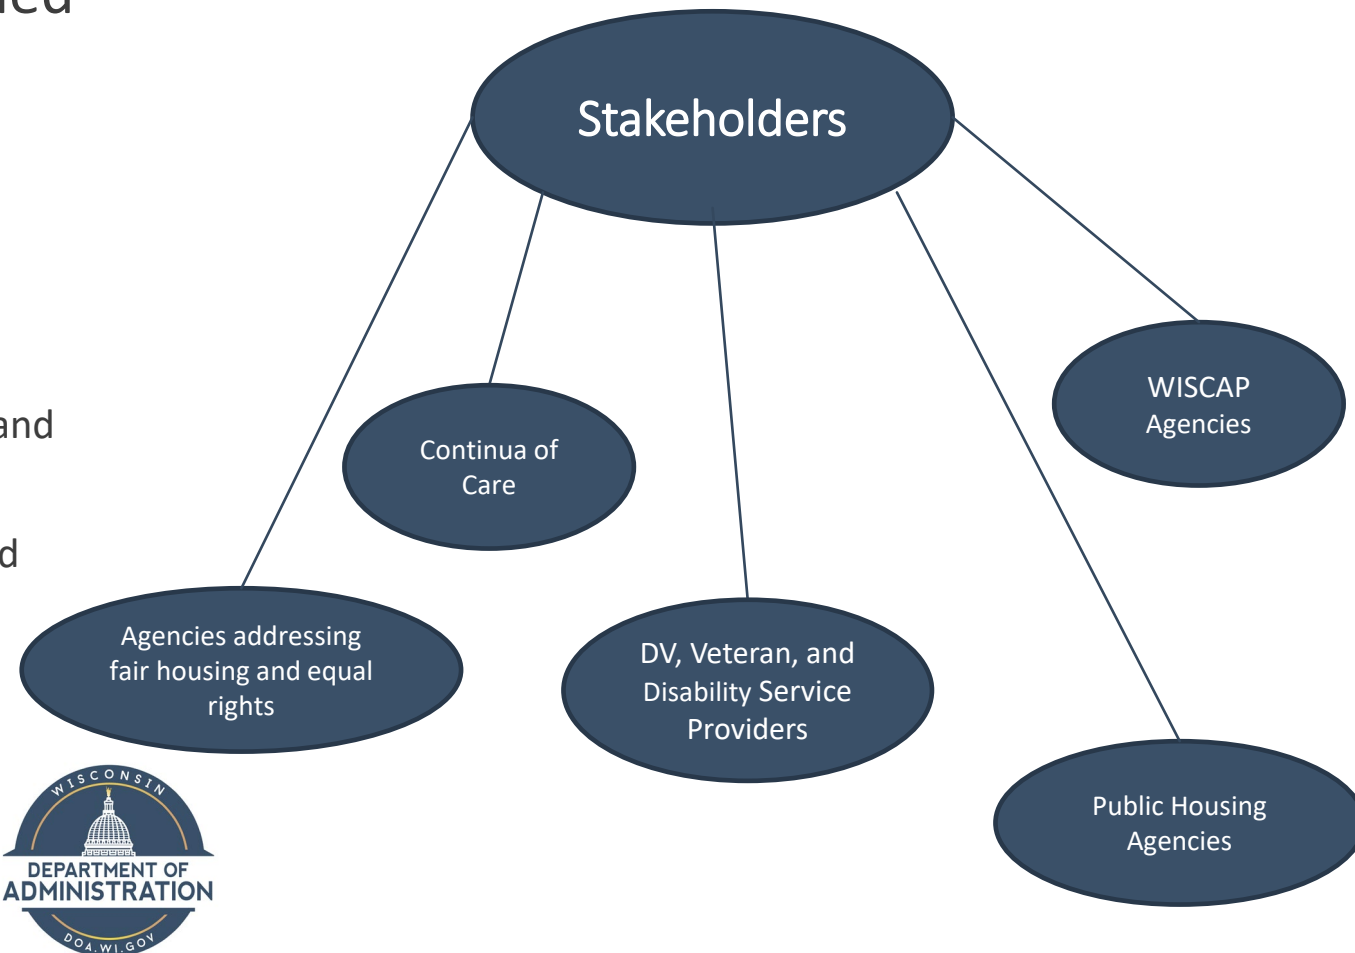 Stakeholders
WISCAP
Agencies
and
Continua of
Care
d
Agencies addressing
fair housing and equal
rights
DV, Veteran, and
Disability Service
Providers
Public Housing
Agencies
WISCONSIN
DEPARTMENT OF
ADMINISTRATION
DOA.WI.GOV